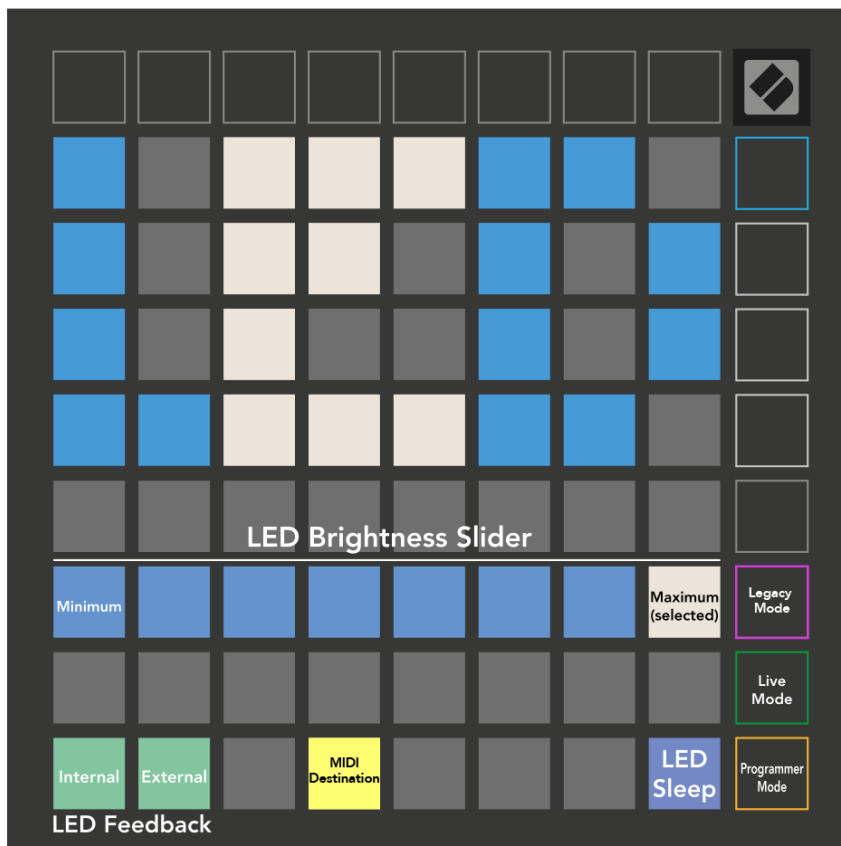 LED Brightness Slider
Minimum
Maximum
(selected)
Legacy
Mode
Live
Mode
Internal
External
MIDI
Destination
LED
Sleep
Programmer
Mode
LED Feedback